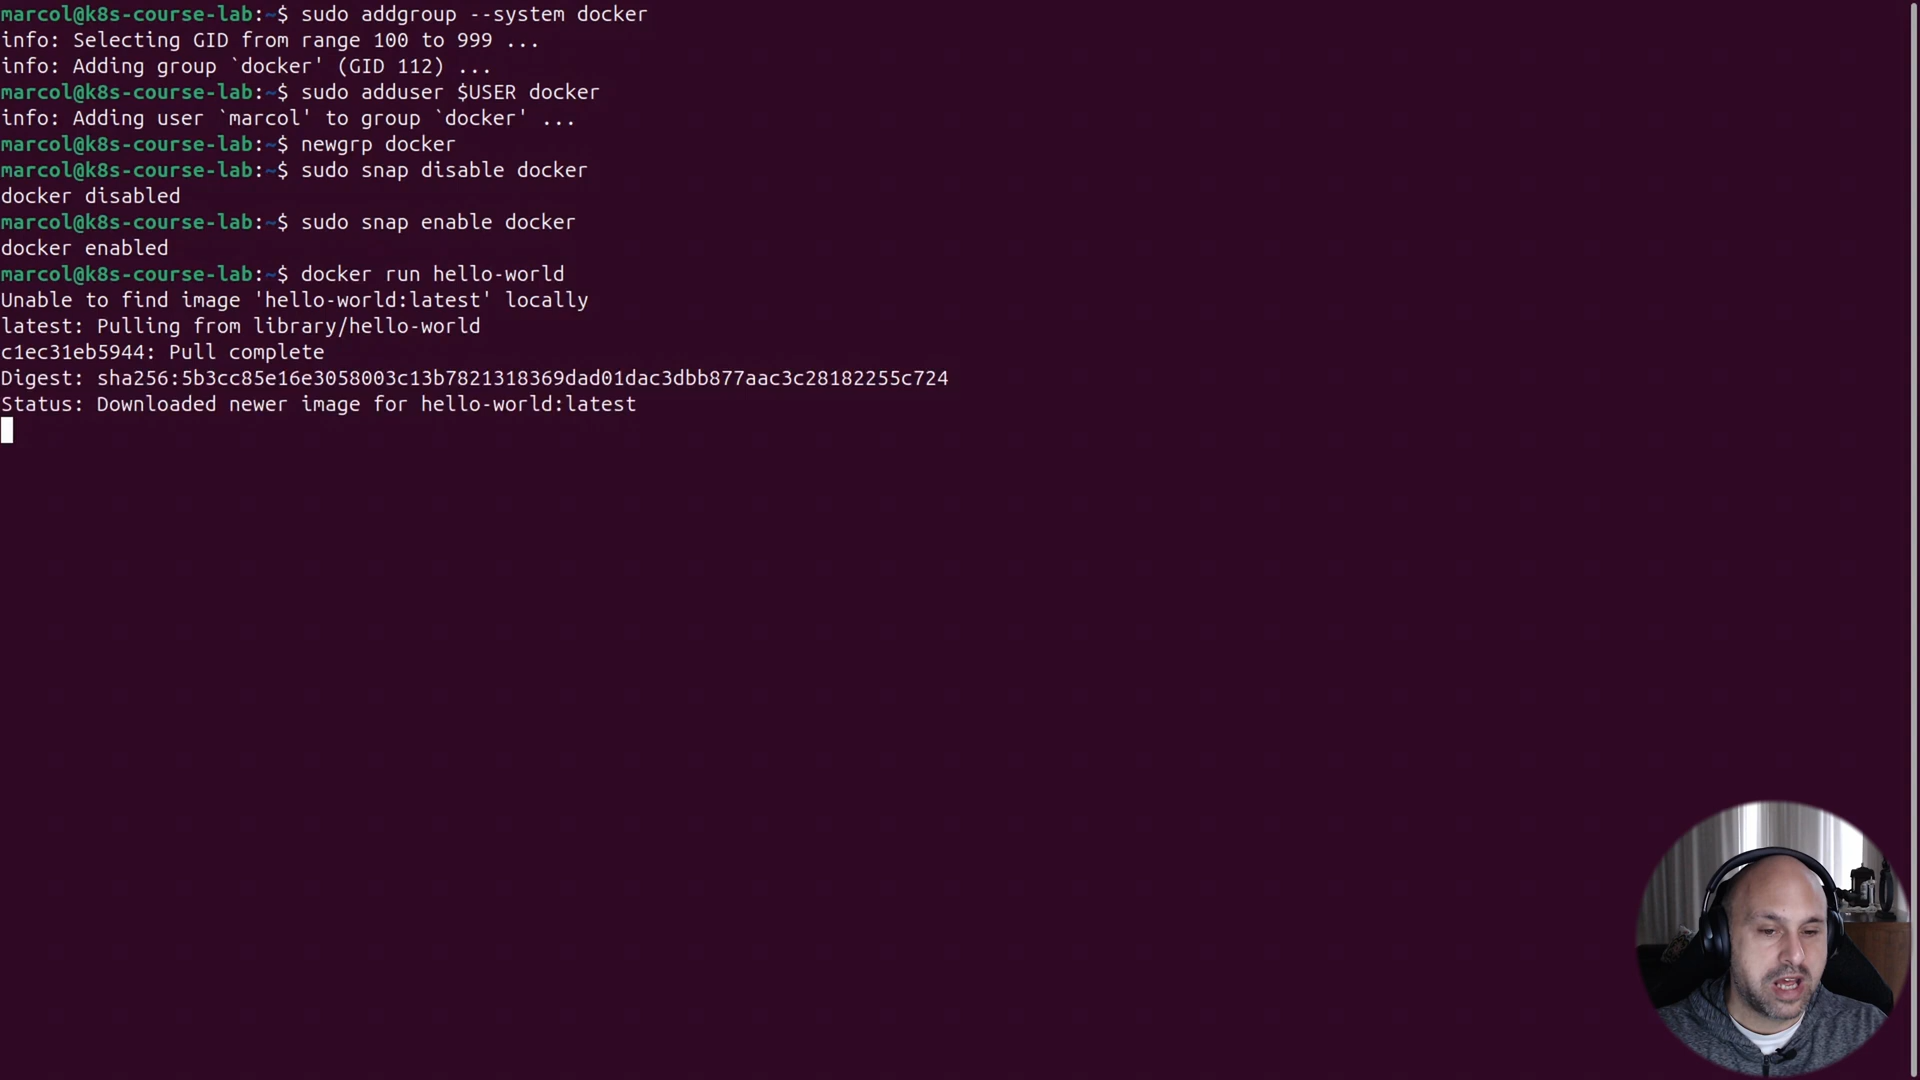 marcol@k8s-course-lab:~$ sudo addgroup --system docker
info: Selecting GID from range 100 to 999 ...
info: Adding group `docker' (GID 112) ...
marcol@k8s-course-lab:~$ sudo adduser $USER docker
info: Adding user `marcol' to group `docker' ...
marcol@k8s-course-lab:~$ newgrp docker
marcol@k8s-course-lab:~$ sudo snap disable docker
docker disabled
marcol@k8s-course-lab:~$ sudo snap enable docker
docker enabled
marcol@k8s-course-lab:~$ docker run hello-world
Unable to find image 'hello-world:latest' locally
latest: Pulling from library/hello-world
c1ec31eb5944: Pull complete
Digest: sha256:5b3cc85e16e3058003c13b7821318369dad01dac3dbb877aac3c28182255c724
Status: Downloaded newer image for hello-world:latest